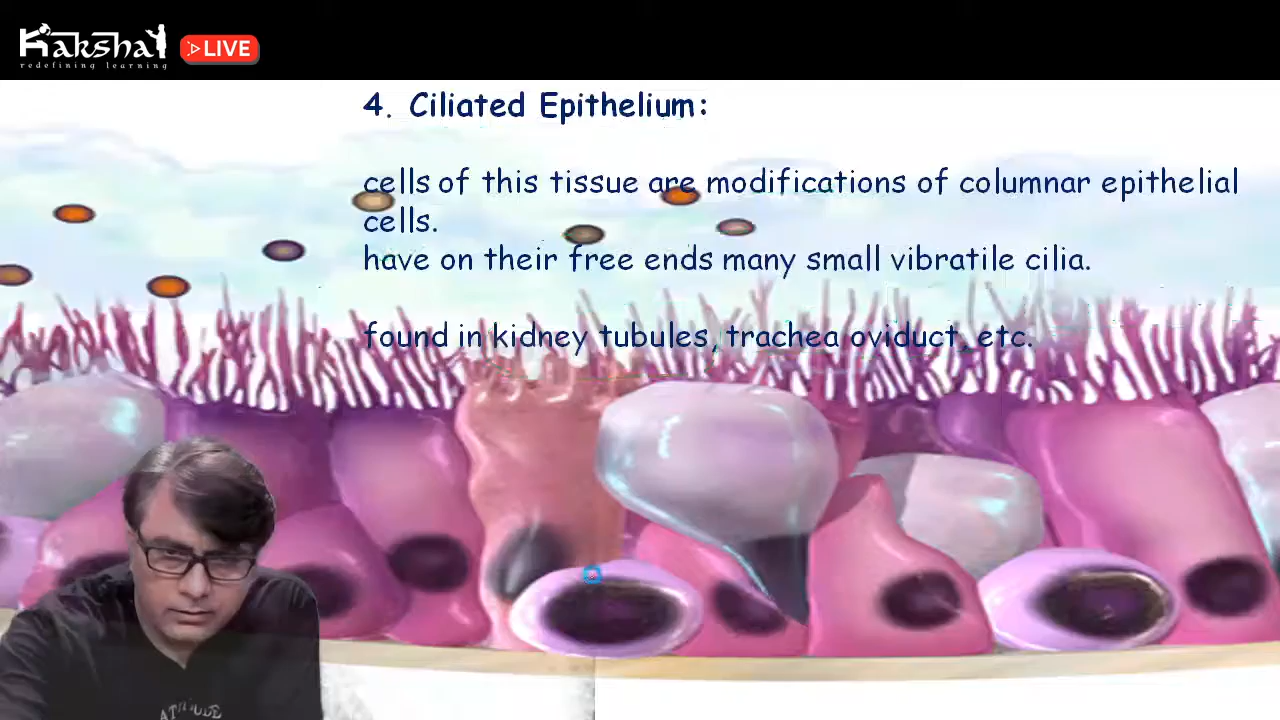 Kaksha
redefining learning
LIVE
4. Ciliated Epithelium:
cells of this tissue are modifications of columnar epithelial
cells.
have on their free ends many small vibratile cilia.
found in kidney tubules, trachea oviduct, etc.